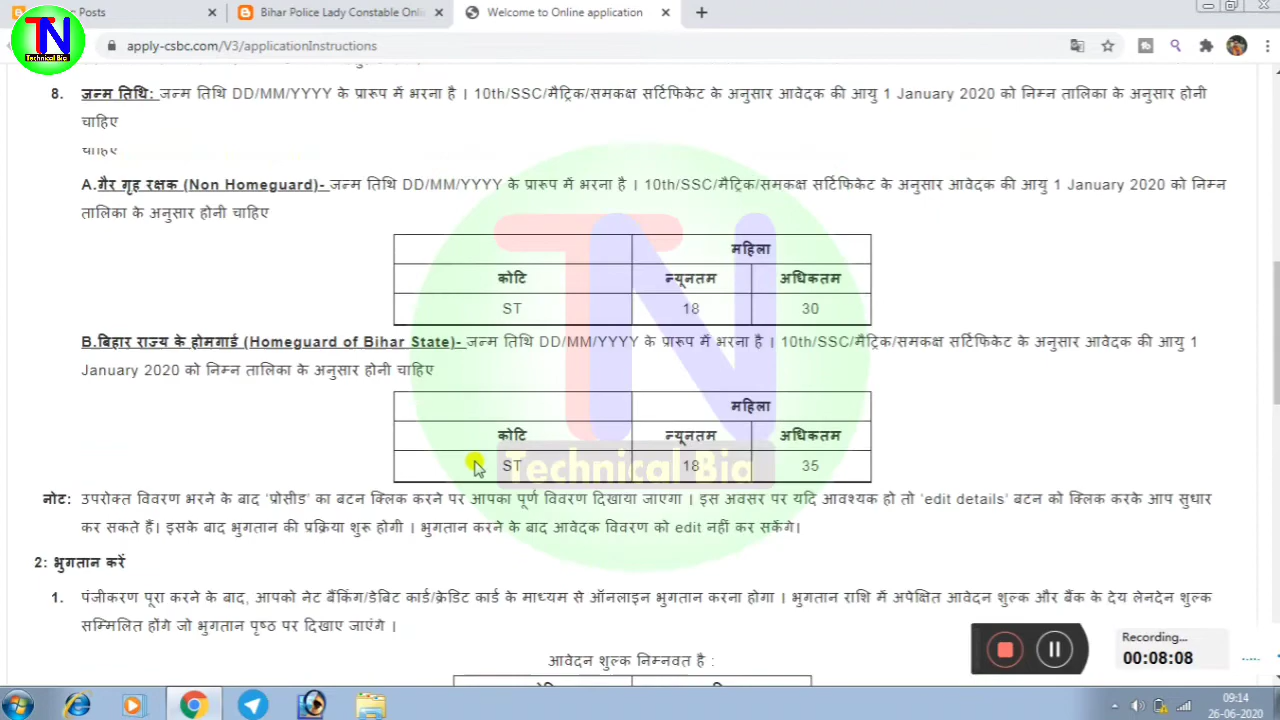 TN
Technical Big
Posts
Bihar Police Lady Constable Onli
Welcome to Online application
apply-csbc.com/V3/applicationInstructions
8. जन्म तिथि: जन्म तिथि DD/MM/YYYY के प्रारूप में भरना है । 10th/SSC/मैट्रिक/समकक्ष सर्टिफिकेट के अनुसार आवेदक की आयु 1 January 2020 को निम्न तालिका के अनुसार होनी
चाहिए
चाहिए
A.गैर गृह रक्षक (Non Homeguard)- जन्म तिथि DD/MM/YYYY के प्रारूप में भरना है । 10th/SSC/मैट्रिक/समकक्ष सर्टिफिकेट के अनुसार आवेदक की आयु 1 January 2020 को निम्न
तालिका के अनुसार होनी चाहिए
महिला
कोटि न्यूनतम अधिकतम
ST 18 30
B.बिहार राज्य के होमगार्ड (Homeguard of Bihar State)- जन्म तिथि DD/MM/YYYY के प्रारूप में भरना है । 10th/SSC/मैट्रिक/समकक्ष सर्टिफिकेट के अनुसार आवेदक की आयु 1
January 2020 को निम्न तालिका के अनुसार होनी चाहिए
महिला
कोटि न्यूनतम अधिकतम
ST 18 35
TN
Technical Big
नोट: उपरोक्त विवरण भरने के बाद 'प्रोसीड' का बटन क्लिक करने पर आपका पूर्ण विवरण दिखाया जाएगा । इस अवसर पर यदि आवश्यक हो तो 'edit details' बटन को क्लिक करके आप सुधार
कर सकते हैं। इसके बाद भुगतान की प्रक्रिया शुरू होगी । भुगतान करने के बाद आवेदक विवरण को edit नहीं कर सकेंगे।
2: भुगतान करें
1. पंजीकरण पूरा करने के बाद, आपको नेट बैंकिंग/डेबिट कार्ड/क्रेडिट कार्ड के माध्यम से ऑनलाइन भुगतान करना होगा । भुगतान राशि में अपेक्षित आवेदन शुल्क और बैंक के देय लेनदेन शुल्क
सम्मिलित होंगे जो भुगतान पृष्ठ पर दिखाए जाएंगे ।
आवेदन शुल्क निम्नवत है :
Recording...
00:08:08
09:14
26-06-2020